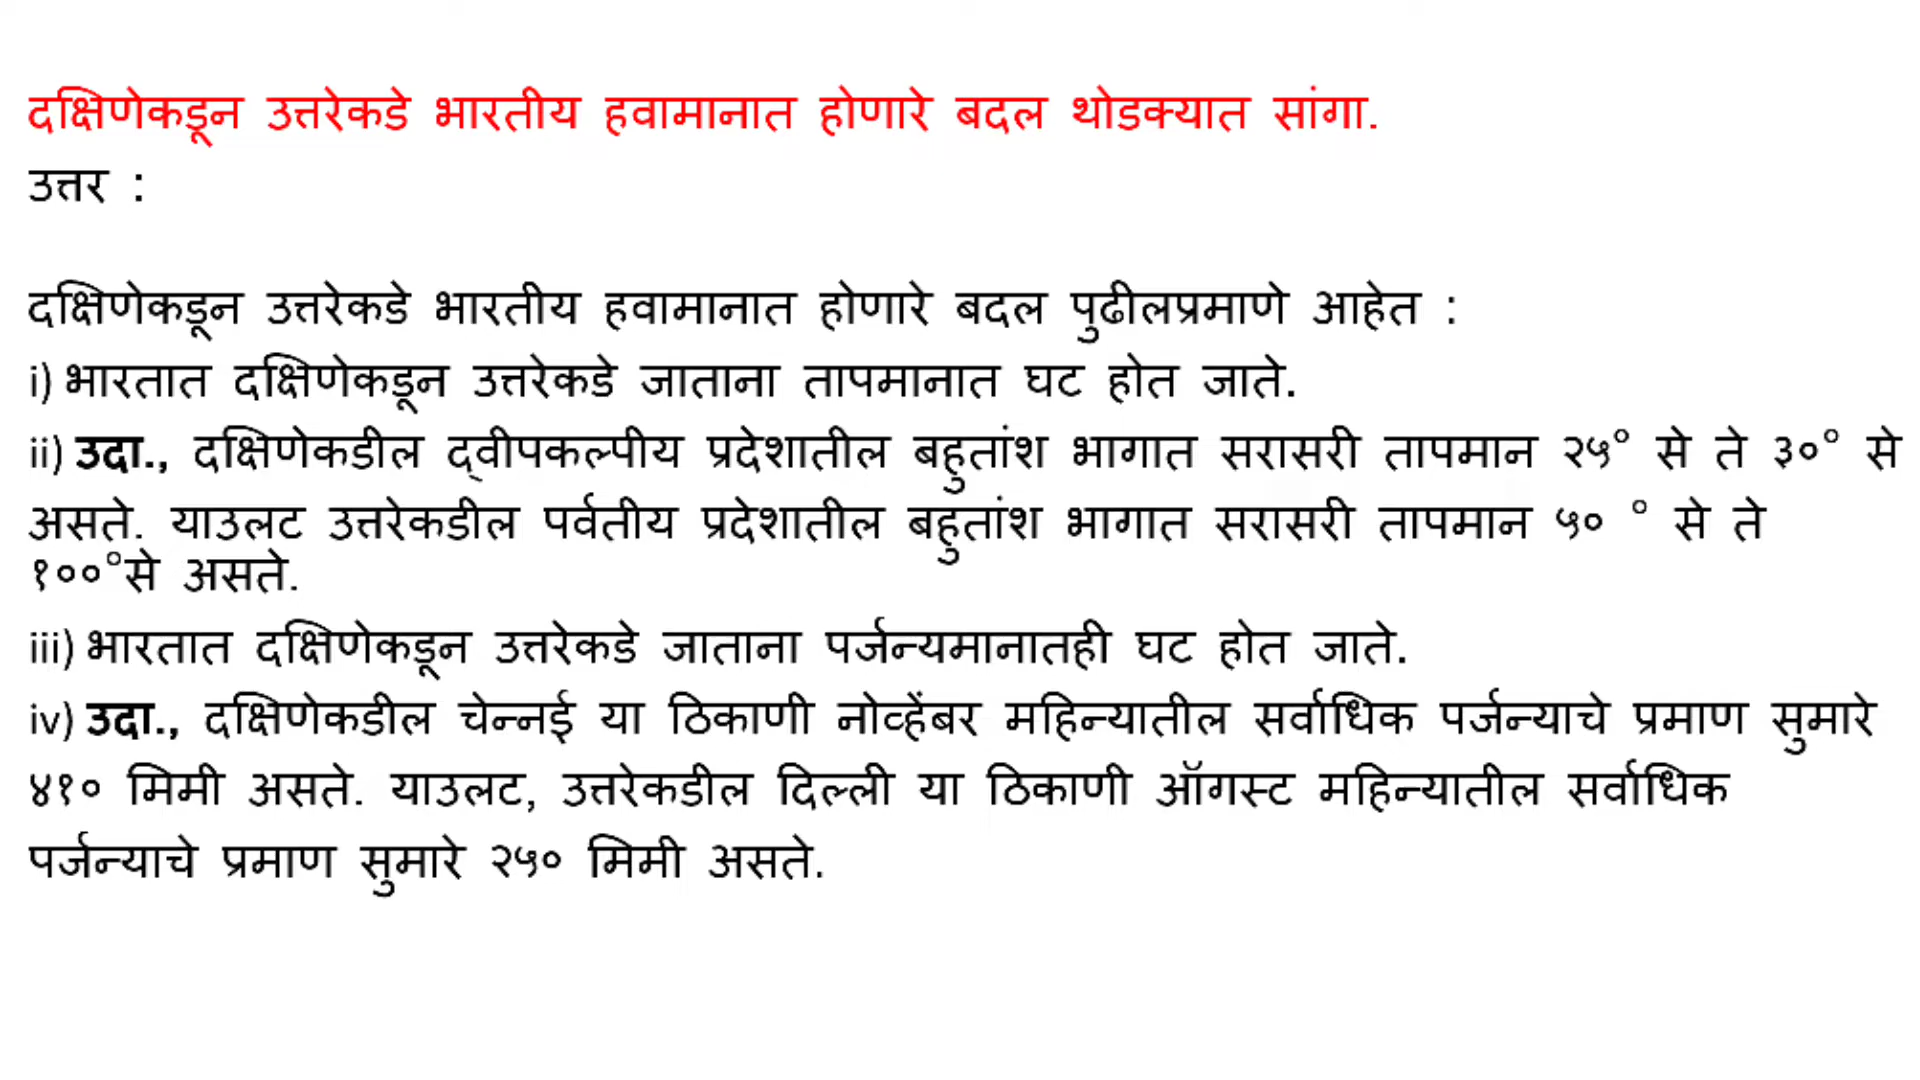 दक्षिणेकडून उत्तरेकडे भारतीय हवामानात होणारे बदल थोडक्यात सांगा.
उत्तर :
दक्षिणेकडून उत्तरेकडे भारतीय हवामानात होणारे बदल पुढीलप्रमाणे आहेत :
i) भारतात दक्षिणेकडून उत्तरेकडे जाताना तापमानात घट होत जाते.
ii) उदा., दक्षिणेकडील द्‌वीपकल्पीय प्रदेशातील बहुतांश भागात सरासरी तापमान २५° से ते ३०° से
असते. याउलट उत्तरेकडील पर्वतीय प्रदेशातील बहुतांश भागात सरासरी तापमान ५० ° से ते
१००°से असते.
iii) भारतात दक्षिणेकडून उत्तरेकडे जाताना पर्जन्यमानातही घट होत जाते.
iv) उदा., दक्षिणेकडील चेन्नई या ठिकाणी नोव्हेंबर महिन्यातील सर्वाधिक पर्जन्याचे प्रमाण सुमारे
४१० मिमी असते. याउलट, उत्तरेकडील दिल्ली या ठिकाणी ऑगस्ट महिन्यातील सर्वाधिक
पर्जन्याचे प्रमाण सुमारे २५० मिमी असते.